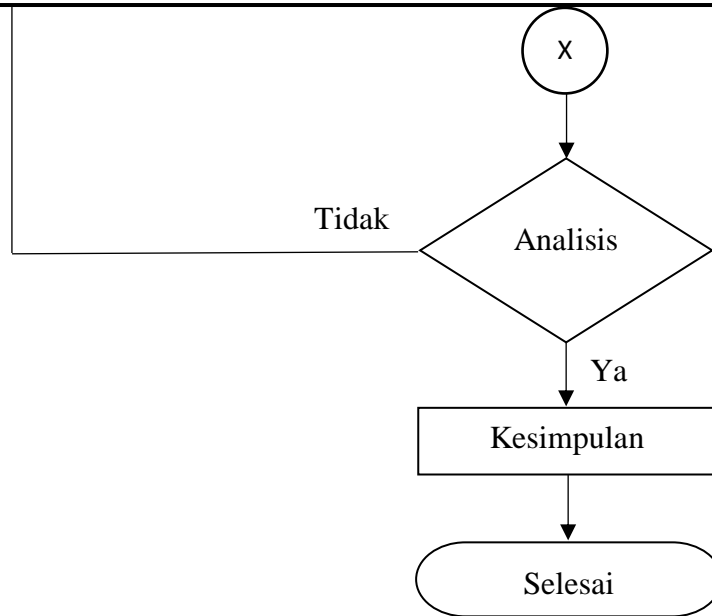 X
Tidak
Analisis
Ya
Kesimpulan
Selesai